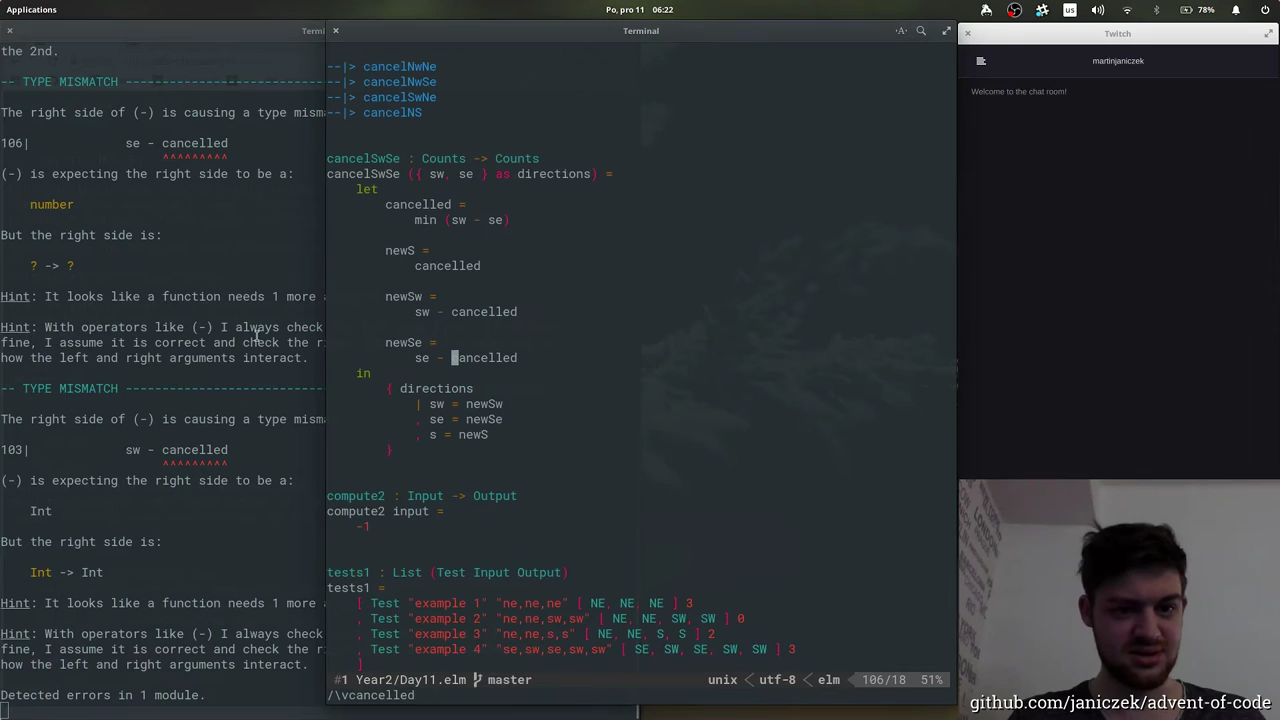 Applications
Po, pro 11 06:22
us
78%
Termi
the 2nd.
-- TYPE MISMATCH ----------------------------
The right side of (-) is causing a type mism
106| se - cancelled
^^^^^^^^^
(-) is expecting the right side to be a:
number
But the right side is:
? -> ?
Hint: It looks like a function needs 1 more a
Hint: With operators like (-) I always check
fine, I assume it is correct and check the ri
how the left and right arguments interact.
-- TYPE MISMATCH ----------------------------
The right side of (-) is causing a type mism
103| sw - cancelled
^^^^^^^^^
(-) is expecting the right side to be a:
Int
But the right side is:
Int -> Int
Hint: It looks like a function needs 1 more a
Hint: With operators like (-) I always check
fine, I assume it is correct and check the ri
how the left and right arguments interact.
Detected errors in 1 module.
Terminal
--|> cancelNwNe
--|> cancelNwSe
--|> cancelSwNe
--|> cancelNS
cancelSwSe : Counts -> Counts
cancelSwSe ({ sw, se } as directions) =
let
cancelled =
min (sw - se)
newS =
cancelled
newSw =
sw - cancelled
newSe =
se - cancelled
in
{ directions
| sw = newSw
, se = newSe
, s = newS
}
compute2 : Input -> Output
compute2 input =
-1
tests1 : List (Test Input Output)
tests1 =
[ Test "example 1" "ne,ne,ne" [ NE, NE, NE ] 3
, Test "example 2" "ne,ne,sw,sw" [ NE, NE, SW, SW ] 0
, Test "example 3" "ne,ne,s,s" [ NE, NE, S, S ] 2
, Test "example 4" "se,sw,se,sw,sw" [ SE, SW, SE, SW, SW ] 3
]
#1 Year2/Day11.elm master unix utf-8 elm 106/18 51%
/\vcancelled
Twitch
martinjaniczek
Welcome to the chat room!
github.com/janiczek/advent-of-code